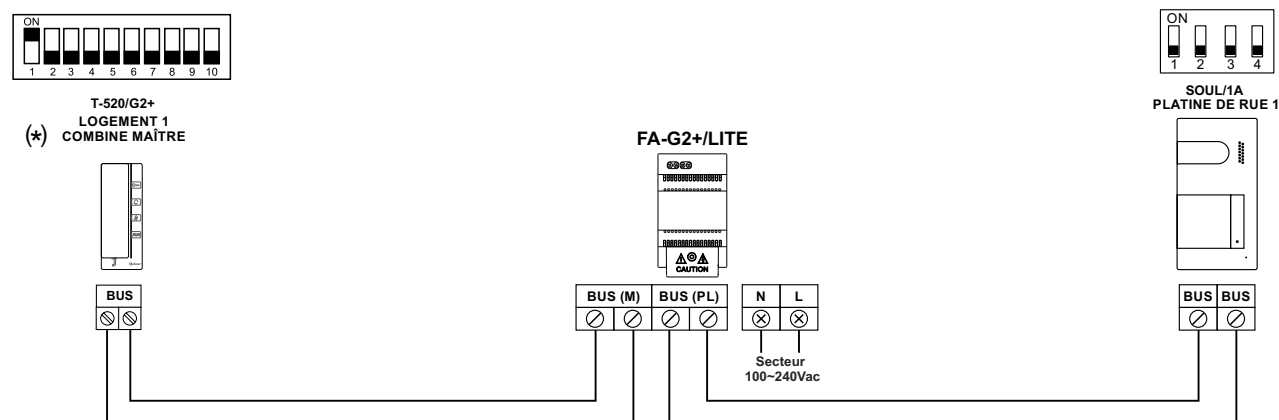 ON
1 2 3 4 5 6 7 8 9 10
T-520/G2+
LOGEMENT 1
(*) COMBINE MAÎTRE
BUS
FA-G2+/LITE
CAUTION
BUS (M) BUS (PL) N L
Secteur
100~240Vac
ON
1 2 3 4
SOUL/1A
PLATINE DE RUE 1
BUS BUS